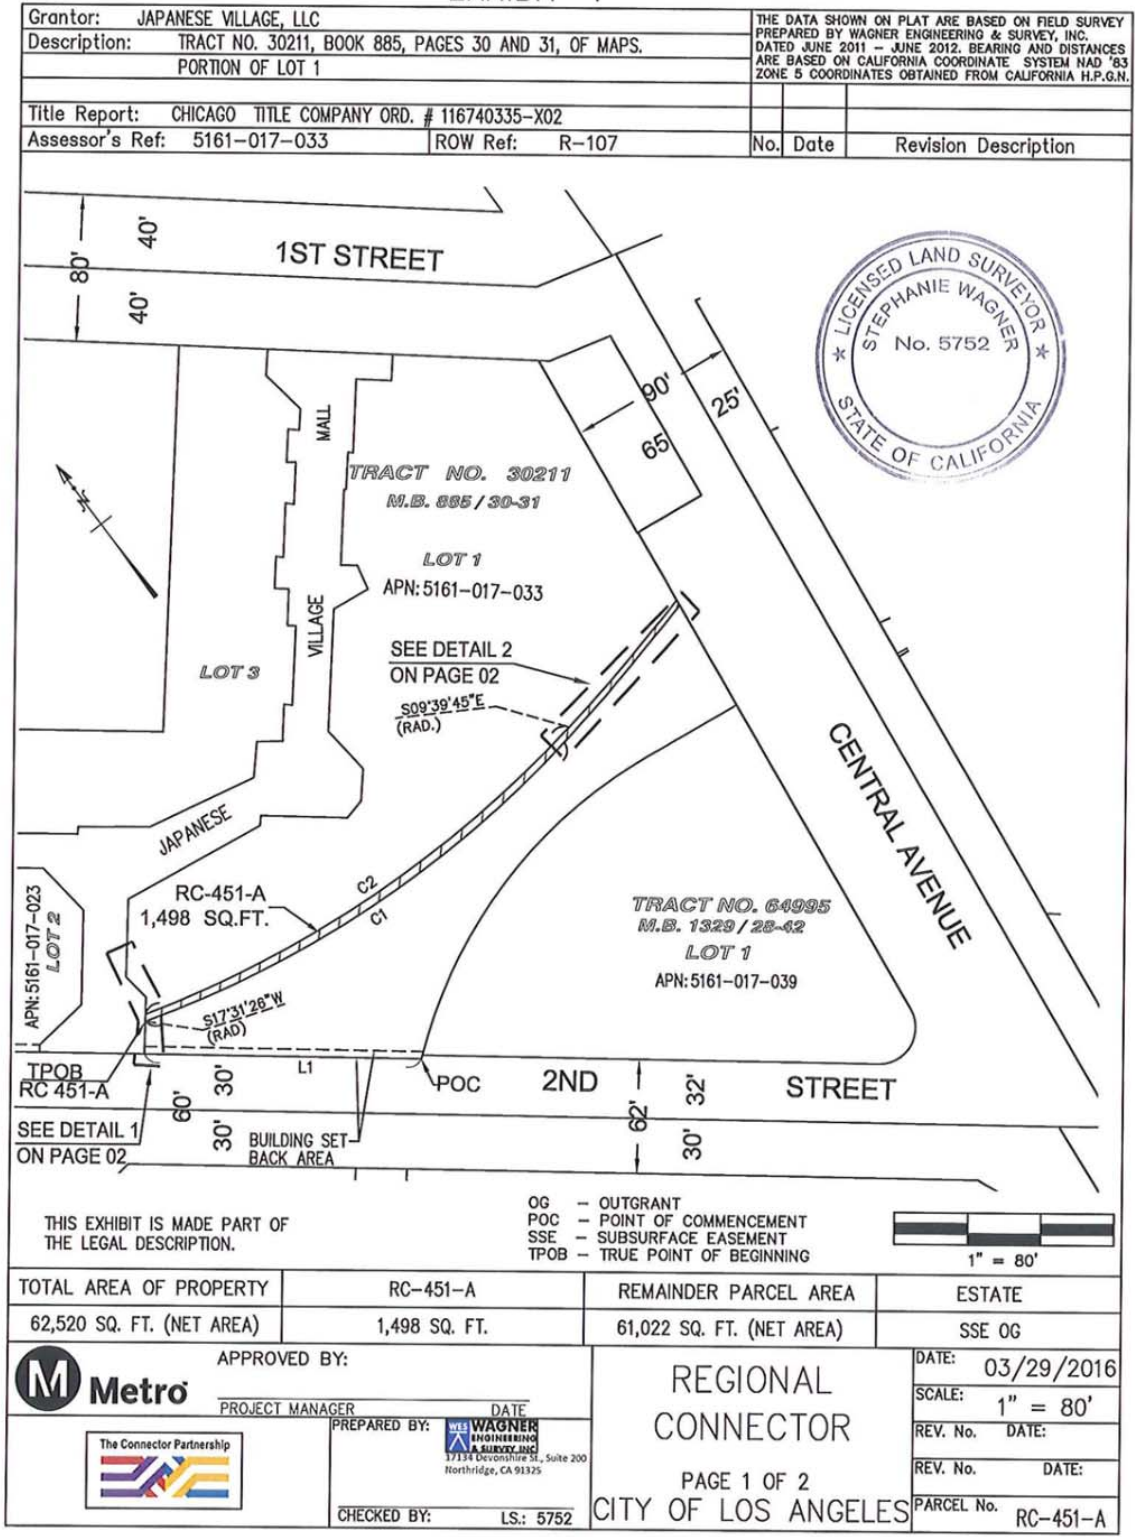 Grantor: JAPANESE VILLAGE, LLC
Description: TRACT NO. 30211, BOOK 885, PAGES 30 AND 31, OF MAPS.
PORTION OF LOT 1
Title Report: CHICAGO TITLE COMPANY ORD. # 116740335-X02
Assessor's Ref: 5161-017-033 ROW Ref: R-107
THE DATA SHOWN ON PLAT ARE BASED ON FIELD SURVEY
PREPARED BY WAGNER ENGINEERING & SURVEY, INC.
DATED JUNE 2011 - JUNE 2012. BEARING AND DISTANCES
ARE BASED ON CALIFORNIA COORDINATE SYSTEM NAD '83
ZONE 5 COORDINATES OBTAINED FROM CALIFORNIA H.P.G.N.
No. Date Revision Description
80'
40'
40'
1ST STREET
LICENSED LAND SURVEYOR
STEPHANIE WAGNER
No. 5752
STATE OF CALIFORNIA
90'
65
25'
MALL
TRACT NO. 30211
M.B. 885 / 30-31
N
LOT 1
APN: 5161-017-033
VILLAGE
SEE DETAIL 2
ON PAGE 02
LOT 3
S09°39'45"E
(RAD.)
CENTRAL AVENUE
JAPANESE
RC-451-A
1,498 SQ.FT.
C2
C1
APN: 5161-017-023
LOT 2
TRACT NO. 64995
M.B. 1329 / 28-42
LOT 1
APN: 5161-017-039
S17°31'26"W
(RAD)
TPOB
RC 451-A
L1
POC
2ND STREET
60'
30'
30'
62'
32'
30'
SEE DETAIL 1
ON PAGE 02
BUILDING SET
BACK AREA
THIS EXHIBIT IS MADE PART OF
THE LEGAL DESCRIPTION.
OG - OUTGRANT
POC - POINT OF COMMENCEMENT
SSE - SUBSURFACE EASEMENT
TPOB - TRUE POINT OF BEGINNING
1" = 80'
TOTAL AREA OF PROPERTY RC-451-A REMAINDER PARCEL AREA ESTATE
62,520 SQ. FT. (NET AREA) 1,498 SQ. FT. 61,022 SQ. FT. (NET AREA) SSE OG
M Metro
APPROVED BY:
PROJECT MANAGER DATE
The Connector Partnership
PREPARED BY:
WES WAGNER
ENGINEERING
& SURVEY, INC
17134 Devonshire St., Suite 200
Northridge, CA 91325
CHECKED BY: LS.: 5752
REGIONAL
CONNECTOR
PAGE 1 OF 2
CITY OF LOS ANGELES
DATE: 03/29/2016
SCALE: 1" = 80'
REV. No. DATE:
REV. No. DATE:
PARCEL No. RC-451-A